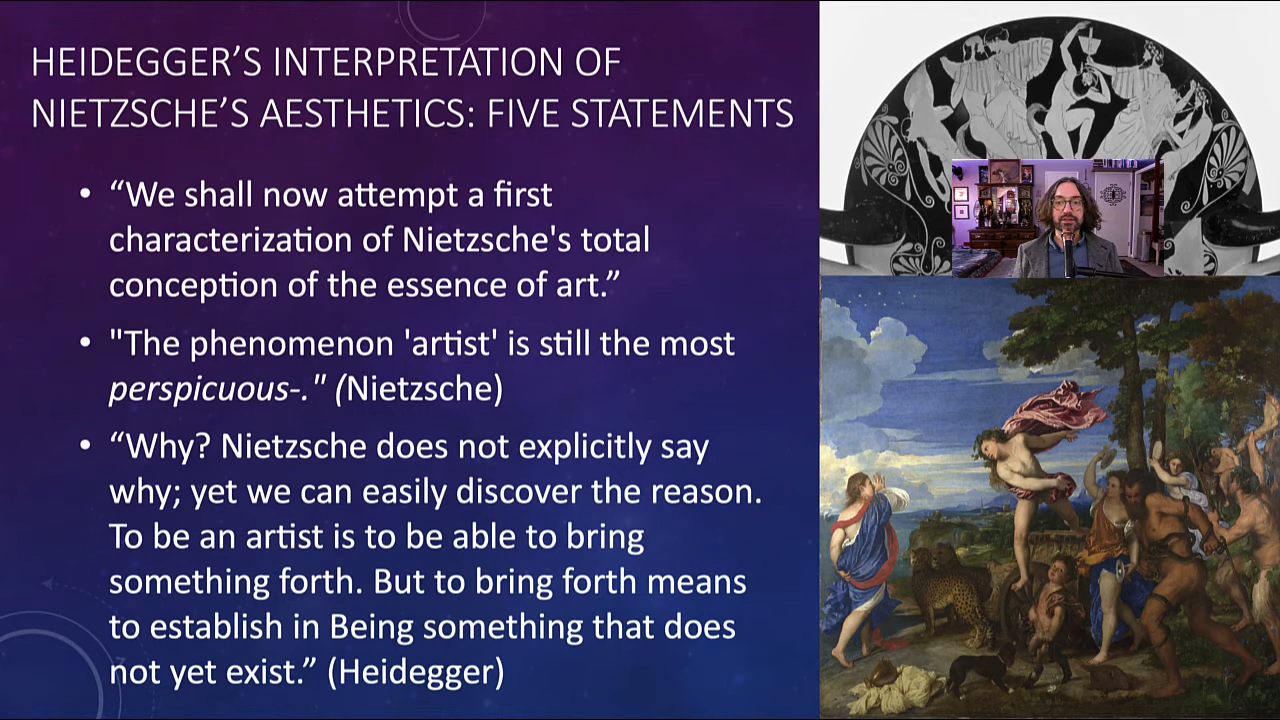 HEIDEGGER’S INTERPRETATION OF
NIETZSCHE’S AESTHETICS: FIVE STATEMENTS
• “We shall now attempt a first
characterization of Nietzsche's total
conception of the essence of art.”
• "The phenomenon 'artist' is still the most
perspicuous-." (Nietzsche)
• “Why? Nietzsche does not explicitly say
why; yet we can easily discover the reason.
To be an artist is to be able to bring
something forth. But to bring forth means
to establish in Being something that does
not yet exist.” (Heidegger)